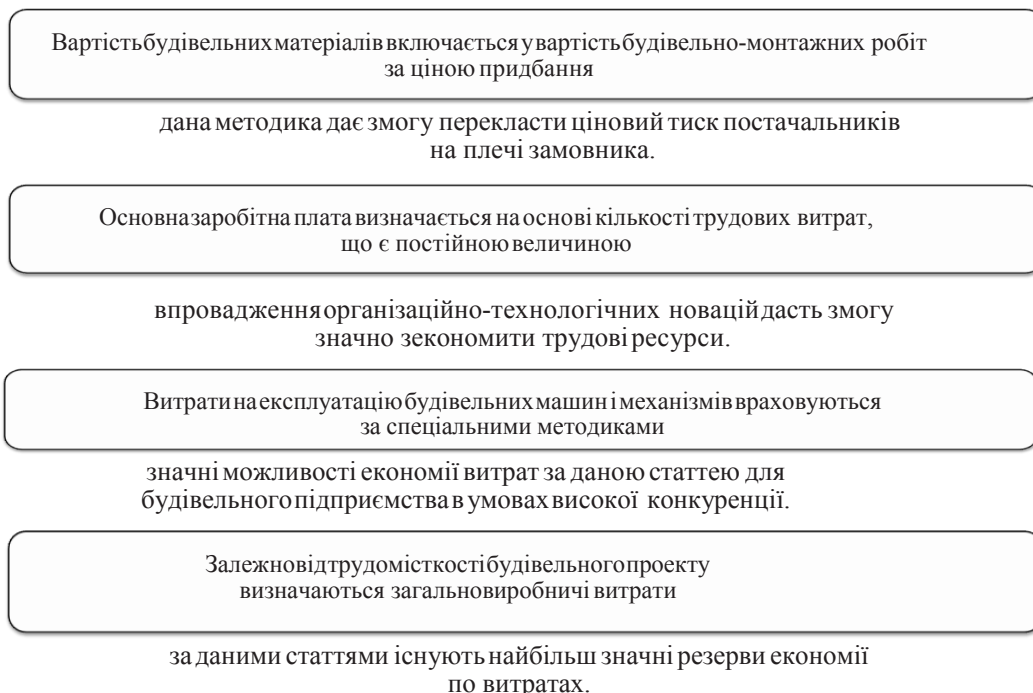 Вартість будівельних матеріалів включається у вартість будівельно-монтажних робіт
за ціною придбання
дана методика дає змогу перекласти ціновий тиск постачальників
на плечі замовника.
Основна заробітна плата визначається на основі кількості трудових витрат,
що є постійною величиною
впровадження організаційно-технологічних новацій дасть змогу
значно зекономити трудові ресурси.
Витрати на експлуатацію будівельних машин і механізмів враховуються
за спеціальними методиками
значні можливості економії витрат за даною статтею для
будівельного підприємства в умовах високої конкуренції.
Залежно від трудомісткості будівельного проекту
визначаються загальновиробничі витрати
за даними статтями існують найбільш значні резерви економії
по витратах.